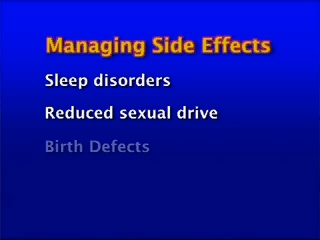 Managing Side Effects
Sleep disorders
Reduced sexual drive
Birth Defects